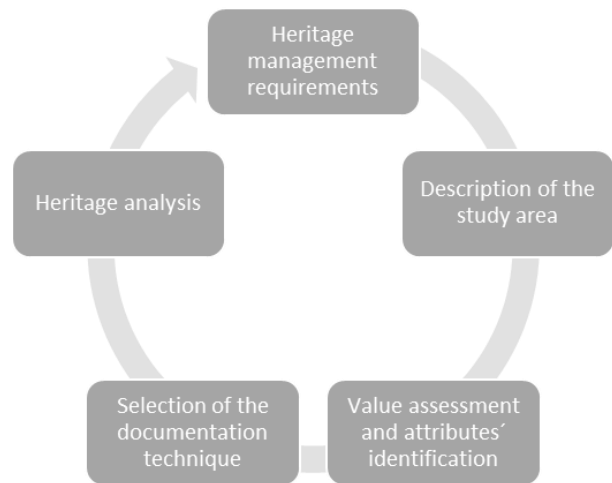 Heritage
management
requirements
Description of the
study area
Value assessment
and attributes´
identification
Selection of the
documentation
technique
Heritage analysis